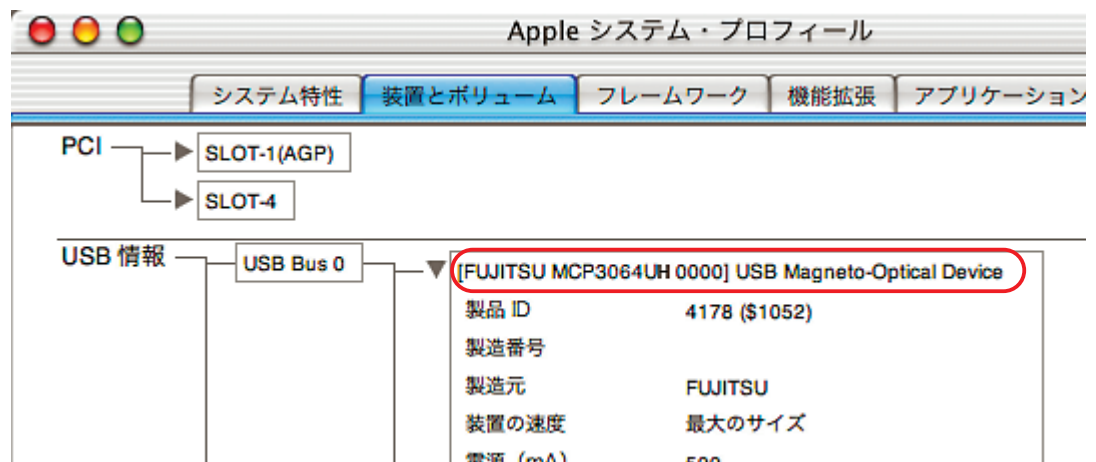 Apple システム・プロフィール
システム特性 装置とボリューム フレームワーク 機能拡張 アプリケーション
PCI SLOT-1(AGP)
SLOT-4
USB 情報 USB Bus 0 [FUJITSU MCP3064UH 0000] USB Magneto-Optical Device
製品 ID 4178 ($1052)
製造番号
製造元 FUJITSU
装置の速度 最大のサイズ
電源（mA） 500